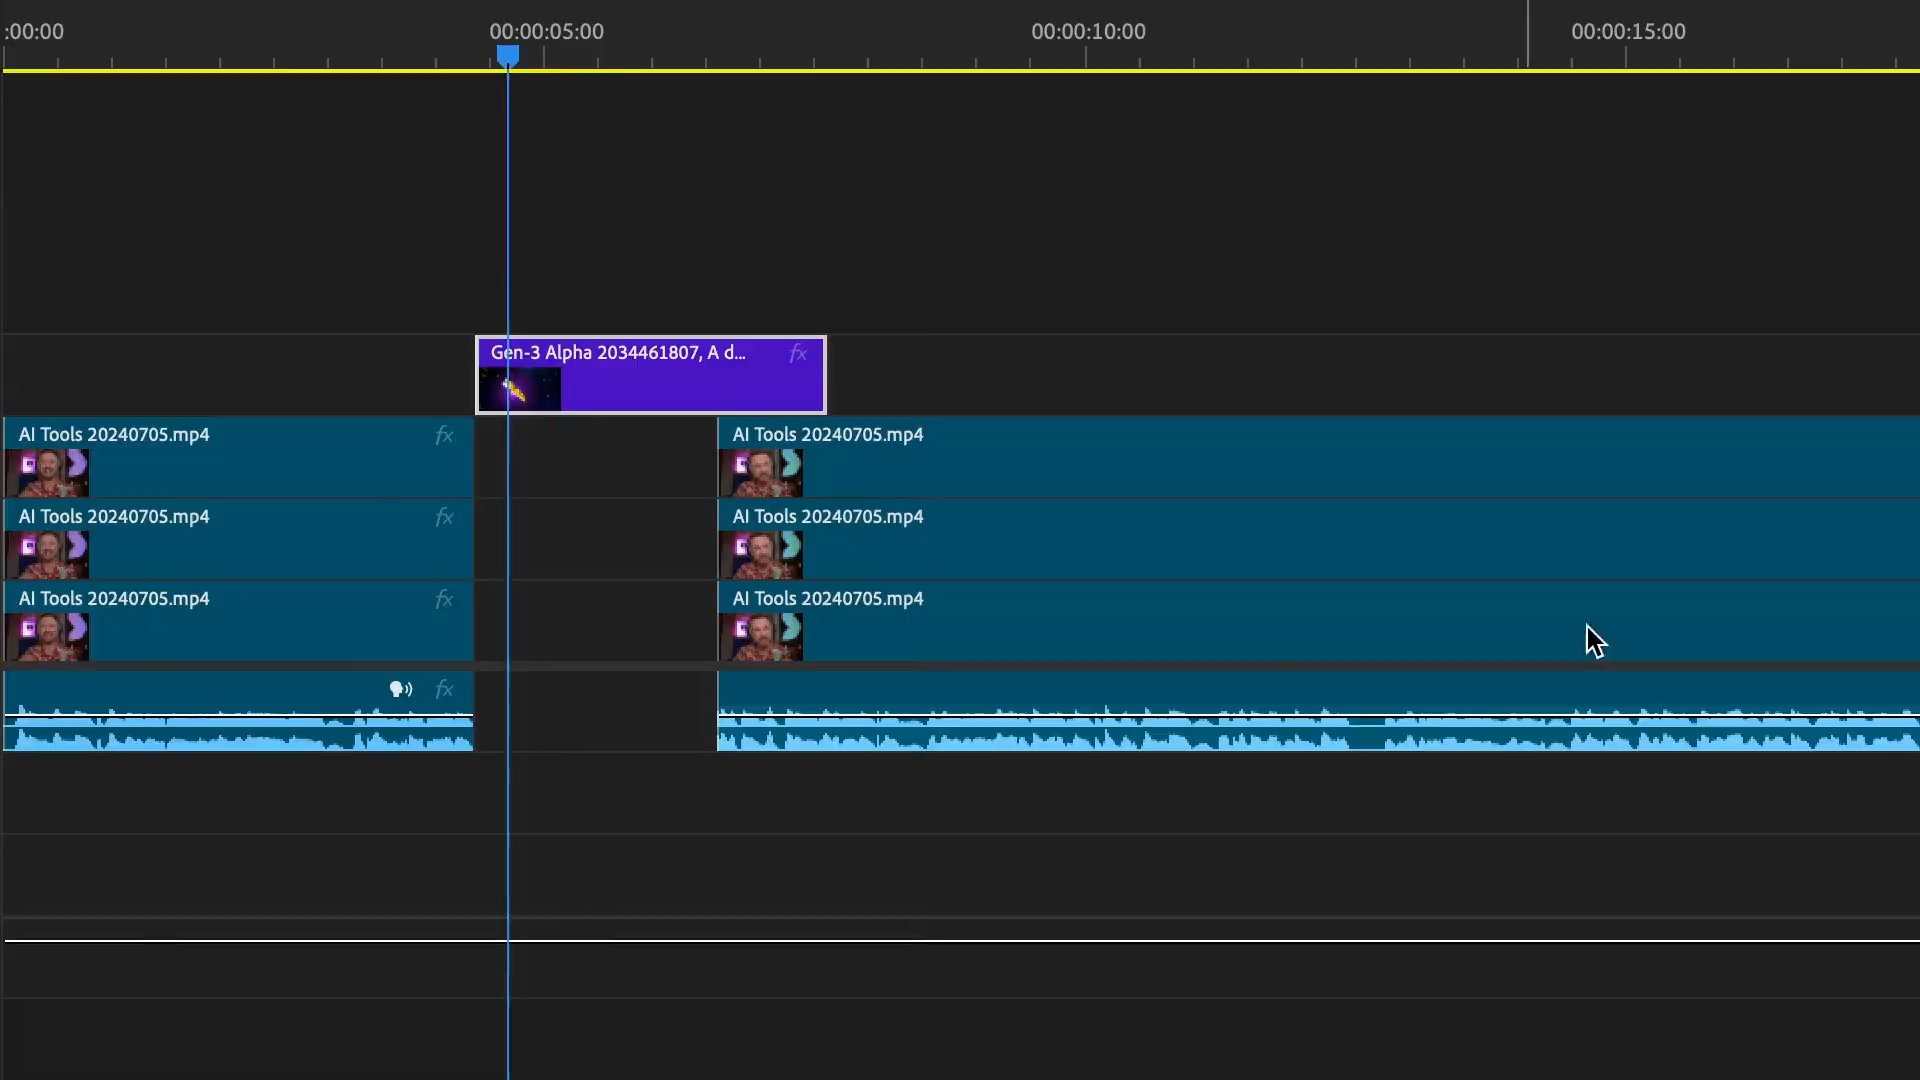 :00:00
00:00:05:00
00:00:10:00
00:00:15:00
Gen-3 Alpha 2034461807, A d... fx
AI Tools 20240705.mp4 fx
AI Tools 20240705.mp4
AI Tools 20240705.mp4 fx
AI Tools 20240705.mp4
AI Tools 20240705.mp4 fx
AI Tools 20240705.mp4
fx